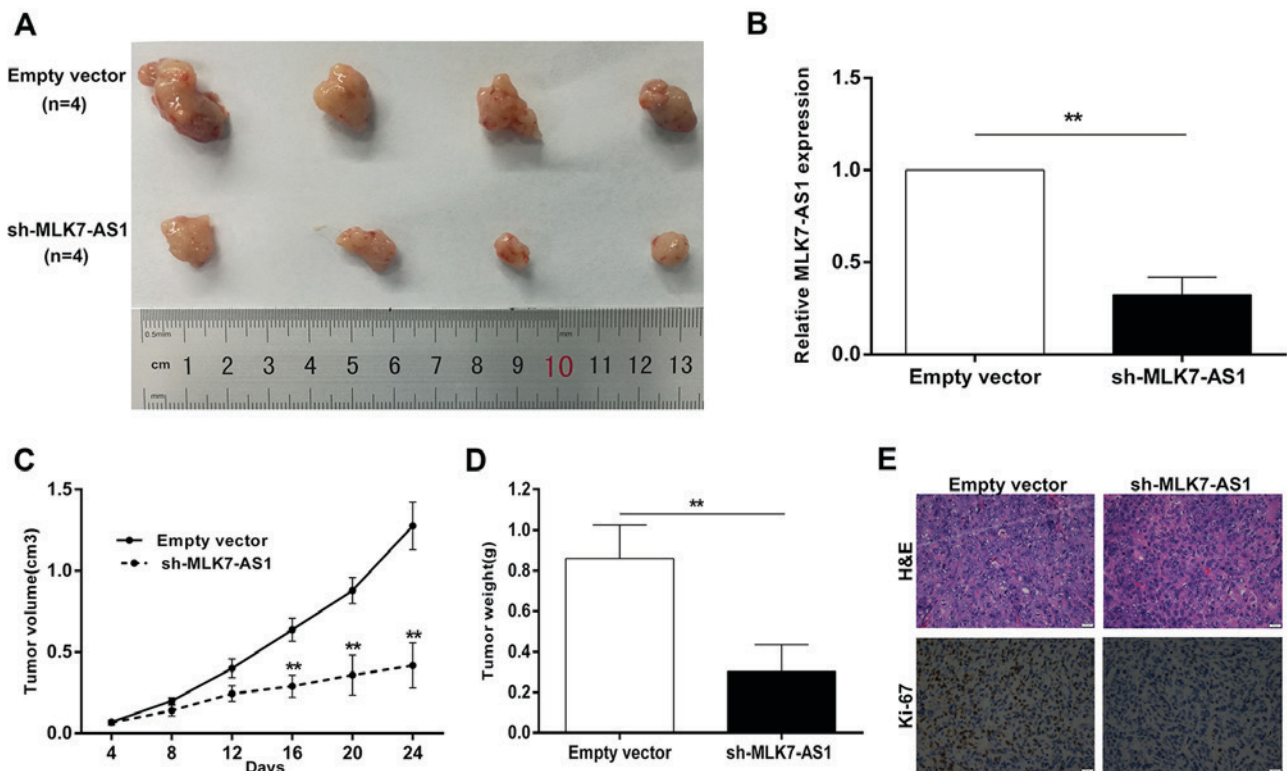 A
Empty vector
(n=4)
sh-MLK7-AS1
(n=4)
0.5mm
mm
cm 1 2 3 4 5 6 7 8 9 10 11 12 13
mm
B
Relative MLK7-AS1 expression
1.5
1.0
0.5
0.0
**
Empty vector
sh-MLK7-AS1
C
Tumor volume(cm3)
1.5
1.0
0.5
0.0
Empty vector
sh-MLK7-AS1
** ** **
4 8 12 16 20 24
Days
D
Tumor weight(g)
1.2
1.0
0.8
0.6
0.4
0.2
0.0
**
Empty vector
sh-MLK7-AS1
E
Empty vector
sh-MLK7-AS1
H&E
Ki-67